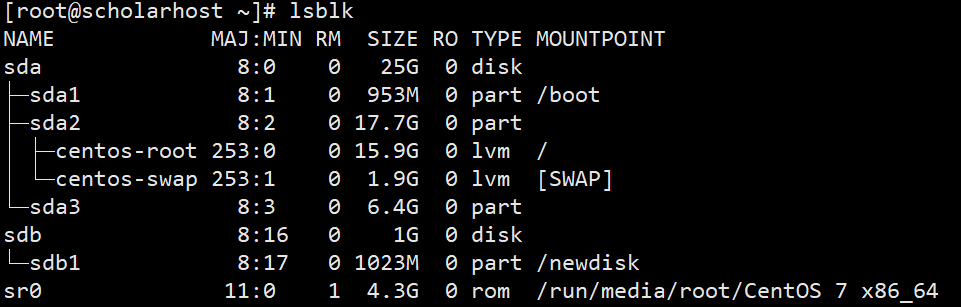 [root@scholarhost ~]# lsblk
NAME            MAJ:MIN RM  SIZE RO TYPE MOUNTPOINT
sda               8:0    0   25G  0 disk
├─sda1            8:1    0  953M  0 part /boot
├─sda2            8:2    0 17.7G  0 part
│ ├─centos-root 253:0    0 15.9G  0 lvm  /
│ └─centos-swap 253:1    0  1.9G  0 lvm  [SWAP]
└─sda3            8:3    0  6.4G  0 part
sdb               8:16   0    1G  0 disk
└─sdb1            8:17   0 1023M  0 part /newdisk
sr0              11:0    1  4.3G  0 rom  /run/media/root/CentOS 7 x86_64